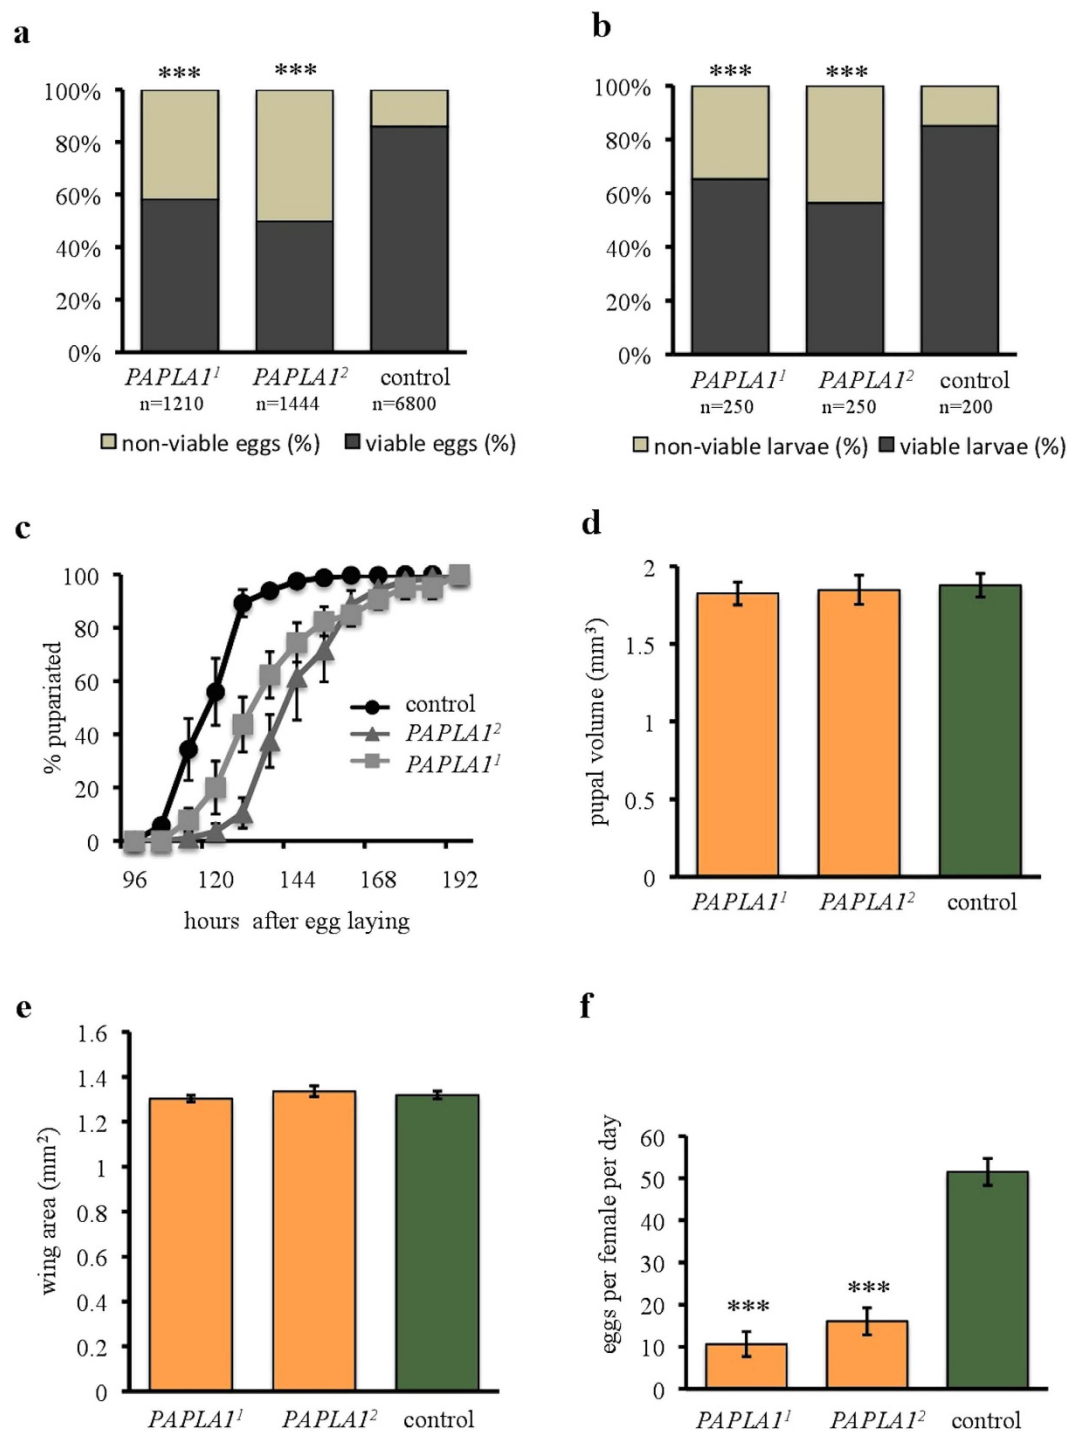 a
*** ***
100%
80%
60%
40%
20%
0%
PAPLA1¹ PAPLA1² control
n=1210 n=1444 n=6800
non-viable eggs (%) viable eggs (%)
b
*** ***
100%
80%
60%
40%
20%
0%
PAPLA1¹ PAPLA1² control
n=250 n=250 n=200
non-viable larvae (%) viable larvae (%)
c
% pupariated
100
80
60
40
20
0
control
PAPLA1²
PAPLA1¹
96 120 144 168 192
hours after egg laying
d
pupal volume (mm³)
2
1.5
1
0.5
0
PAPLA1¹ PAPLA1² control
e
wing area (mm²)
1.6
1.4
1.2
1
0.8
0.6
0.4
0.2
0
PAPLA1¹ PAPLA1² control
f
eggs per female per day
60
50
40
30
20
10
0
*** ***
PAPLA1¹ PAPLA1² control